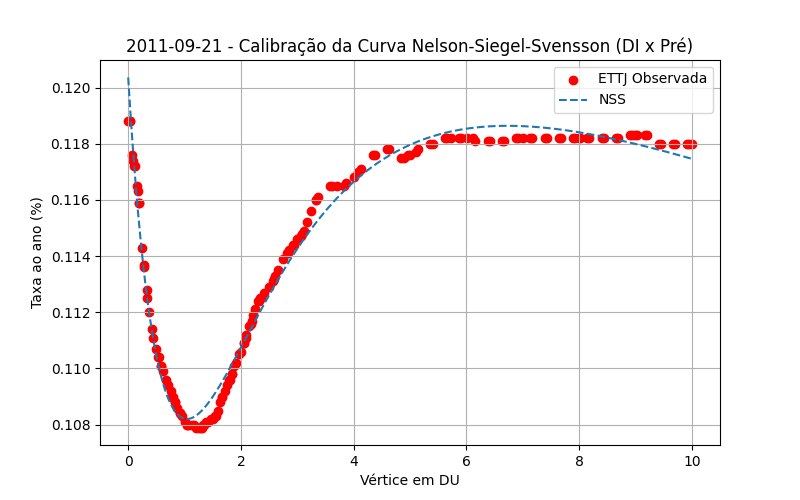 2011-09-21 - Calibração da Curva Nelson-Siegel-Svensson (DI x Pré)
ETTJ Observada
NSS
Taxa ao ano (%)
0.120
0.118
0.116
0.114
0.112
0.110
0.108
0 2 4 6 8 10
Vértice em DU